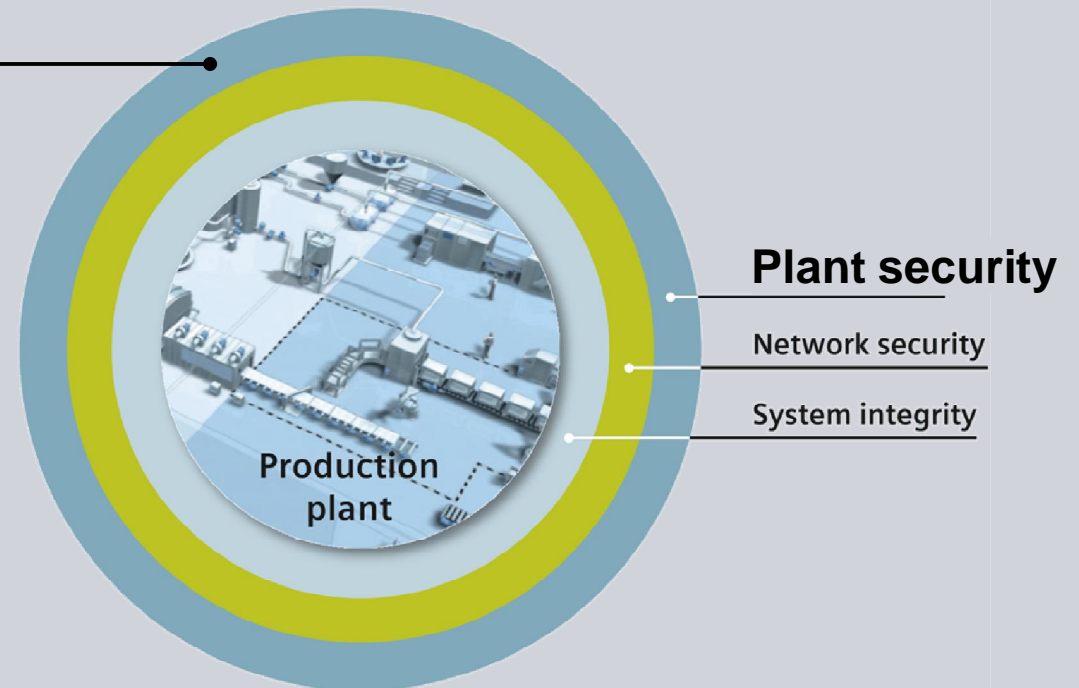 Plant security
Network security
System integrity
Production
plant